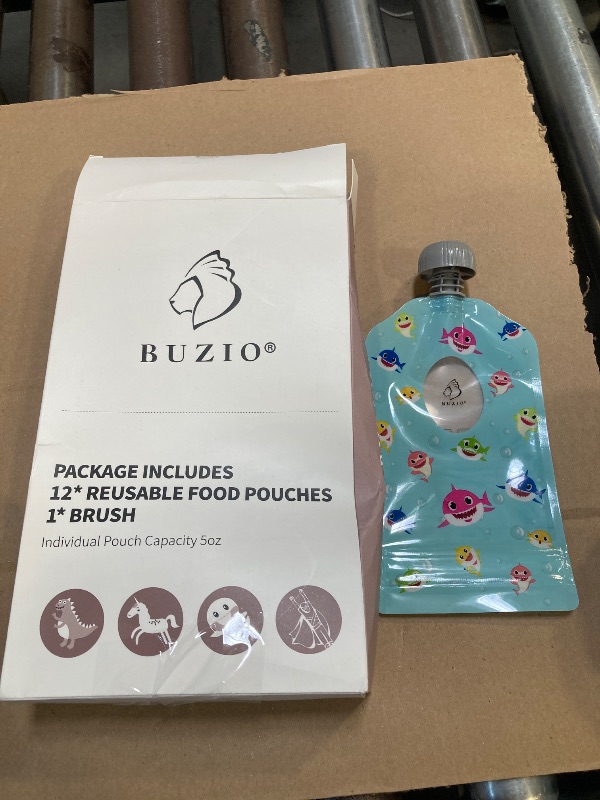 BUZIO®
PACKAGE INCLUDES
12* REUSABLE FOOD POUCHES
1* BRUSH
Individual Pouch Capacity 5oz
BUZIO®